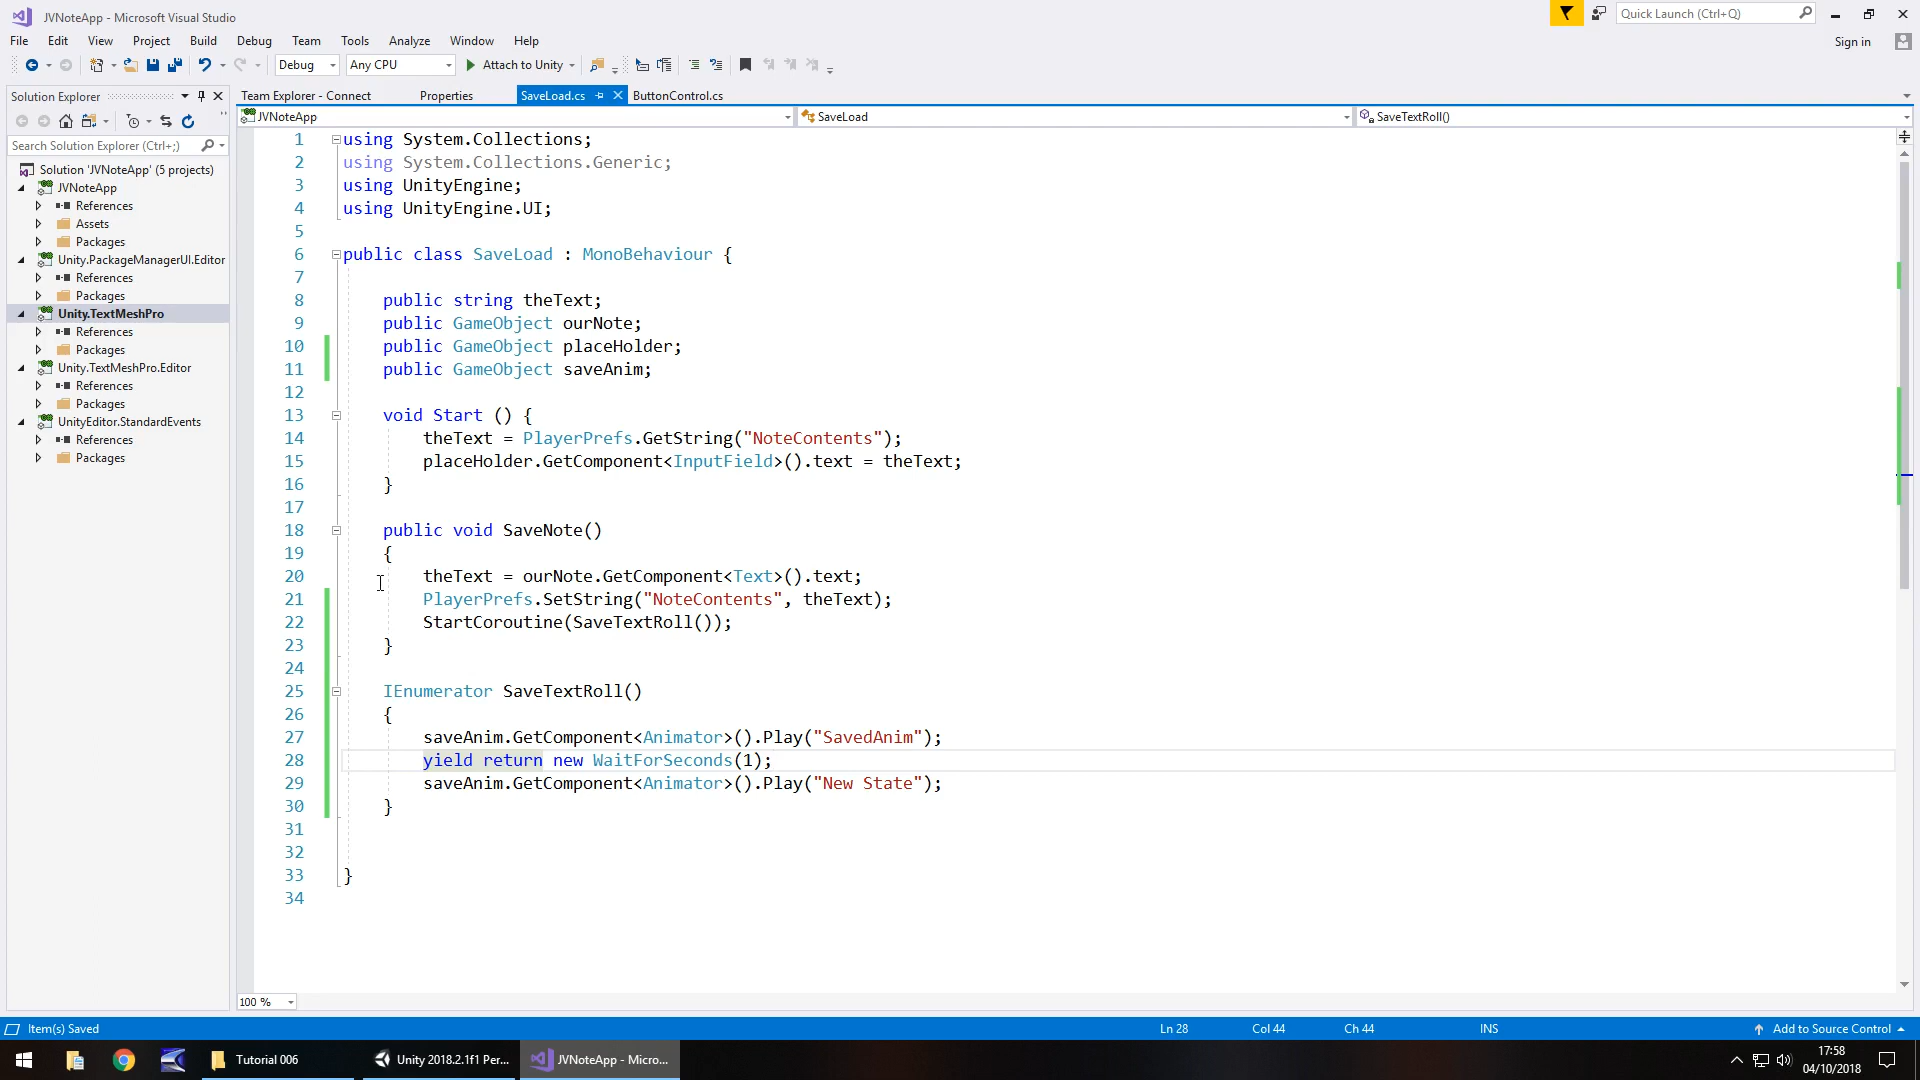 JVNoteApp - Microsoft Visual Studio
Quick Launch (Ctrl+Q)
File Edit View Project Build Debug Team Tools Analyze Window Help
Sign in
Debug Any CPU Attach to Unity
Solution Explorer
Team Explorer - Connect Properties SaveLoad.cs ButtonControl.cs
JVNoteApp SaveLoad SaveTextRoll()
Search Solution Explorer (Ctrl+;)
Solution 'JVNoteApp' (5 projects)
JVNoteApp
References
Assets
Packages
Unity.PackageManagerUI.Editor
References
Packages
Unity.TextMeshPro
References
Packages
Unity.TextMeshPro.Editor
References
Packages
UnityEditor.StandardEvents
References
Packages
1 using System.Collections;
2 using System.Collections.Generic;
3 using UnityEngine;
4 using UnityEngine.UI;
5
6 public class SaveLoad : MonoBehaviour {
7
8 public string theText;
9 public GameObject ourNote;
10 public GameObject placeHolder;
11 public GameObject saveAnim;
12
13 void Start () {
14 theText = PlayerPrefs.GetString("NoteContents");
15 placeHolder.GetComponent<InputField>().text = theText;
16 }
17
18 public void SaveNote()
19 {
20 theText = ourNote.GetComponent<Text>().text;
21 PlayerPrefs.SetString("NoteContents", theText);
22 StartCoroutine(SaveTextRoll());
23 }
24
25 IEnumerator SaveTextRoll()
26 {
27 saveAnim.GetComponent<Animator>().Play("SavedAnim");
28 yield return new WaitForSeconds(1);
29 saveAnim.GetComponent<Animator>().Play("New State");
30 }
31
32
33 }
34
100 %
Item(s) Saved Ln 28 Col 44 Ch 44 INS Add to Source Control
Tutorial 006 Unity 2018.2.1f1 Per... JVNoteApp - Micro...
17:58
04/10/2018